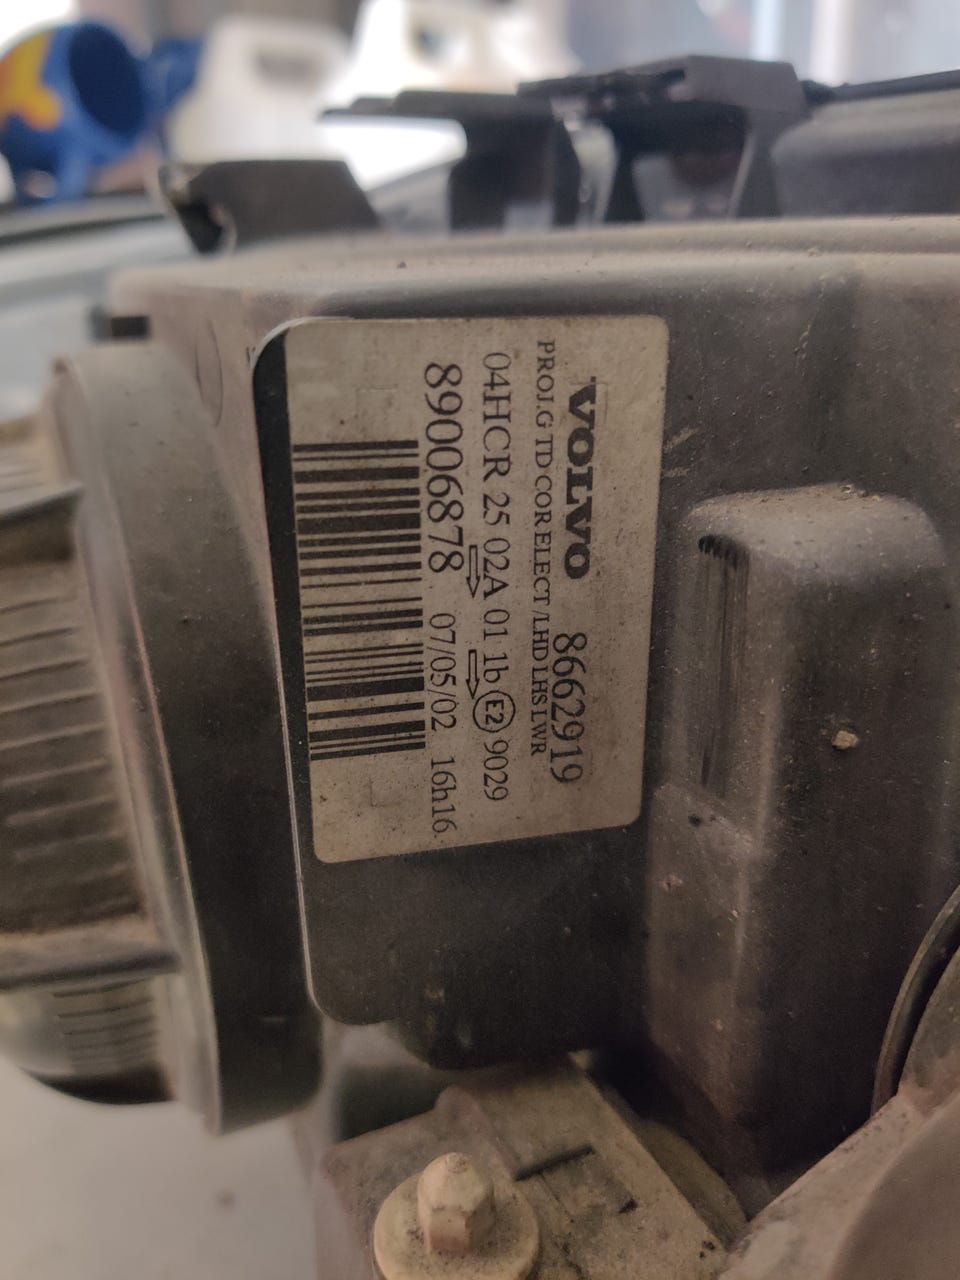 VOLVO 8662919
PROJ.G TD COR ELECT /LHD LHS LWR
04HCR 25 02A 01 1b E2 9029
89006878 07/05/02 16h16.